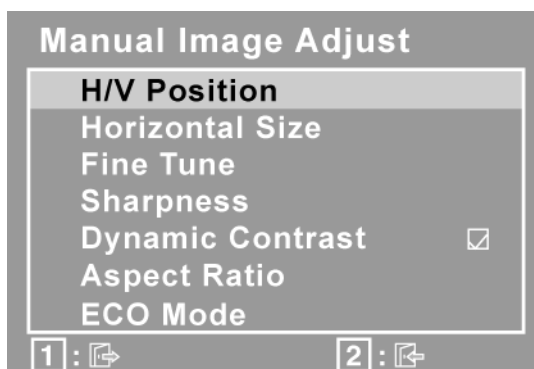 Manual Image Adjust
H/V Position
Horizontal Size
Fine Tune
Sharpness
Dynamic Contrast
Aspect Ratio
ECO Mode
1: 2: